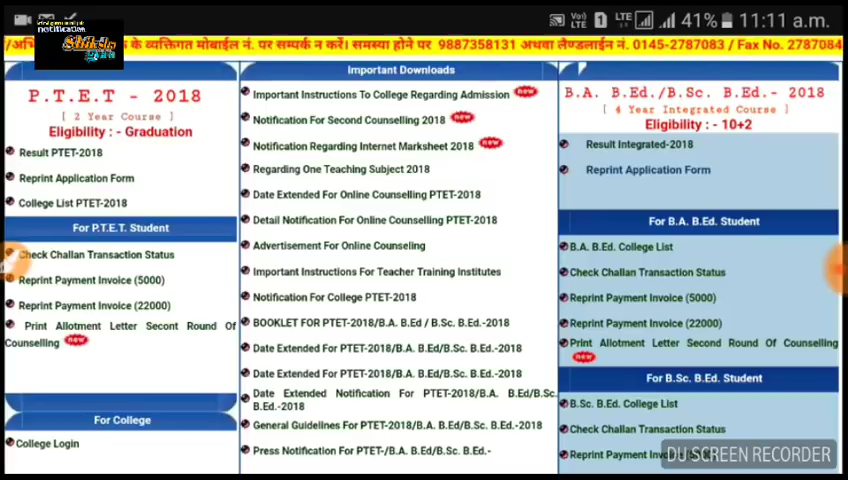 notification
LTE 1 LTE 41% 11:11 a.m.
के व्यक्तिगत मोबाईल नं. पर सम्पर्क न करें। समस्या होने पर 9887358131 अथवा लैण्डलाईन नं. 0145-2787083 / Fax No. 2787084
P.T.E.T - 2018
[ 2 Year Course ]
Eligibility : - Graduation
Result PTET-2018
Reprint Application Form
College List PTET-2018
For P.T.E.T. Student
Check Challan Transaction Status
Reprint Payment Invoice (5000)
Reprint Payment Invoice (22000)
Print Allotment Letter Secont Round Of
Counselling new
For College
College Login
Important Downloads
Important Instructions To College Regarding Admission new
Notification For Second Counselling 2018 new
Notification Regarding Internet Marksheet 2018 new
Regarding One Teaching Subject 2018
Date Extended For Online Counselling PTET-2018
Detail Notification For Online Counselling PTET-2018
Advertisement For Online Counseling
Important Instructions For Teacher Training Institutes
Notification For College PTET-2018
BOOKLET FOR PTET-2018/B.A. B.Ed / B.Sc. B.Ed.-2018
Date Extended For PTET-2018/B.A. B.Ed/B.Sc. B.Ed.-2018
Date Extended For PTET-2018/B.A. B.Ed/B.Sc. B.Ed.-2018
Date Extended Notification For PTET-2018/B.A. B.Ed/B.Sc.
B.Ed.-2018
General Guidelines For PTET-2018/B.A. B.Ed/B.Sc. B.Ed.-2018
Press Notification For PTET-/B.A. B.Ed/B.Sc. B.Ed.-
B.A. B.Ed./B.Sc. B.Ed.- 2018
[ 4 Year Integrated Course ]
Eligibility : - 10+2
Result Integrated-2018
Reprint Application Form
For B.A. B.Ed. Student
B.A. B.Ed. College List
Check Challan Transaction Status
Reprint Payment Invoice (5000)
Reprint Payment Invoice (22000)
Print Allotment Letter Second Round Of Counselling
new
For B.Sc. B.Ed. Student
B.Sc. B.Ed. College List
Check Challan Transaction Status
Reprint Payment
DU SCREEN RECORDER